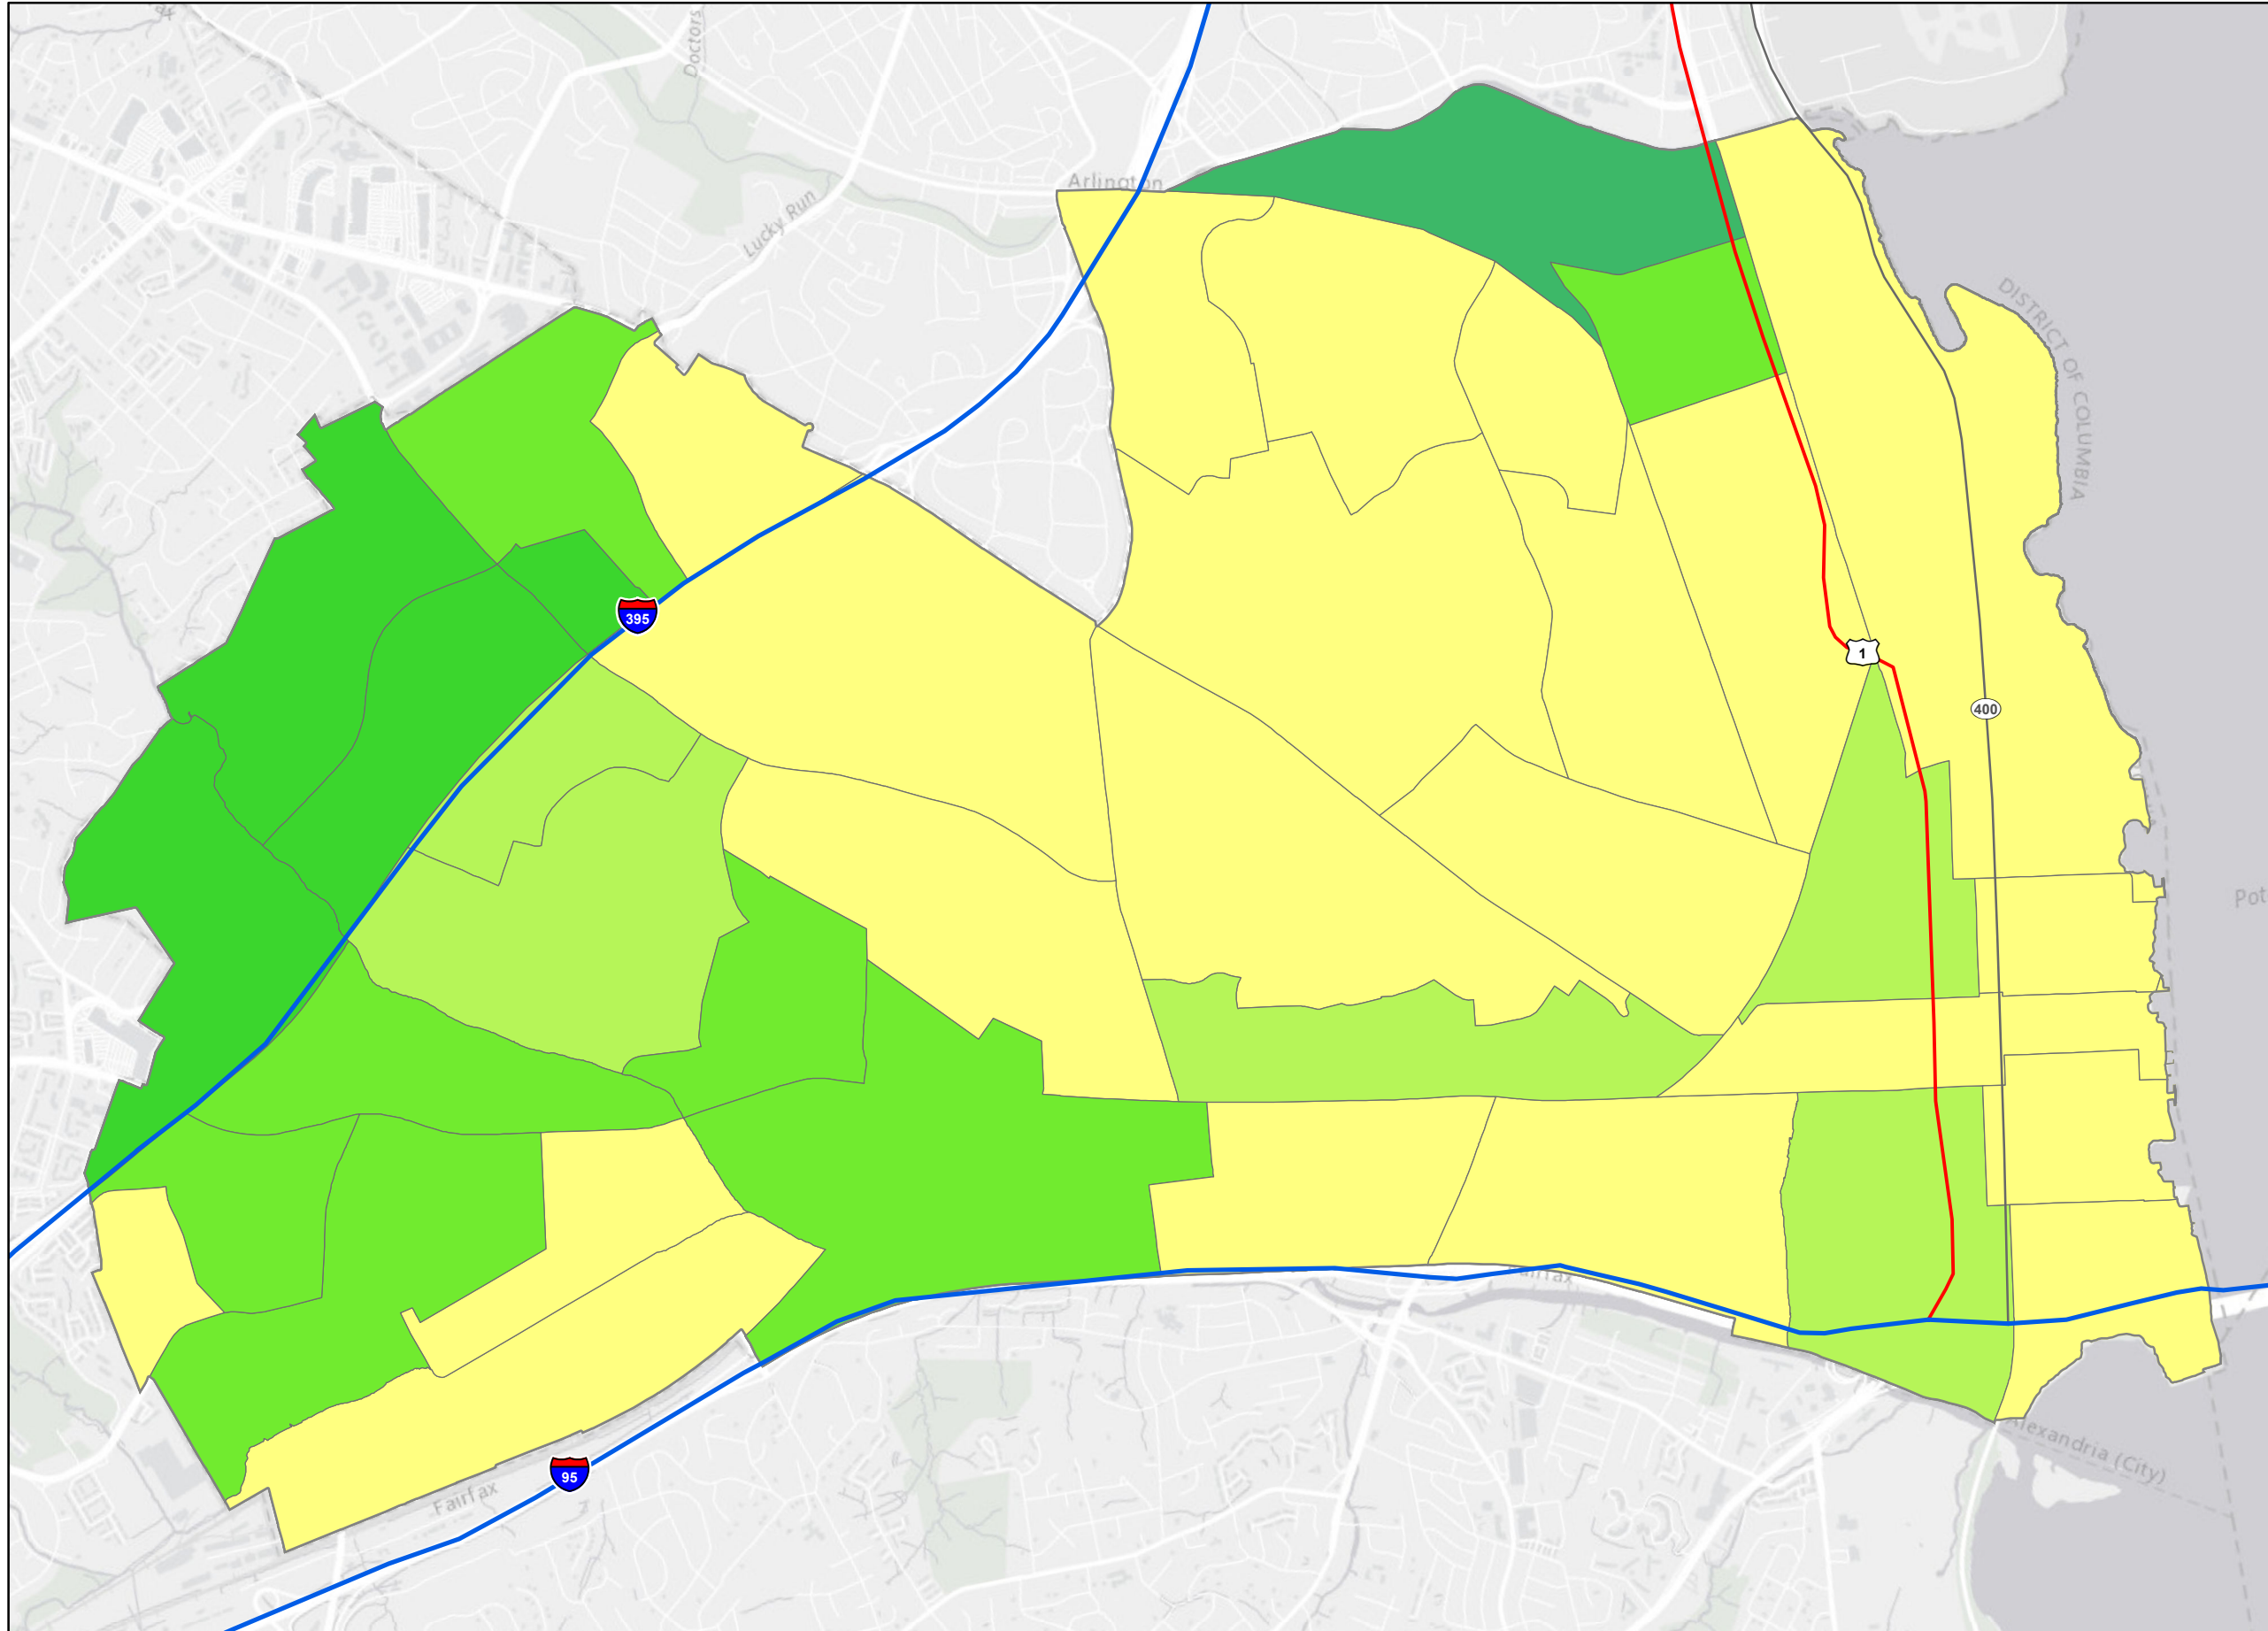 Doctors
Arlington
Lucky Run
DISTRICT OF COLUMBIA
395
1
400
Pot
Fairfax
Alexandria (City)
95
Fairfax